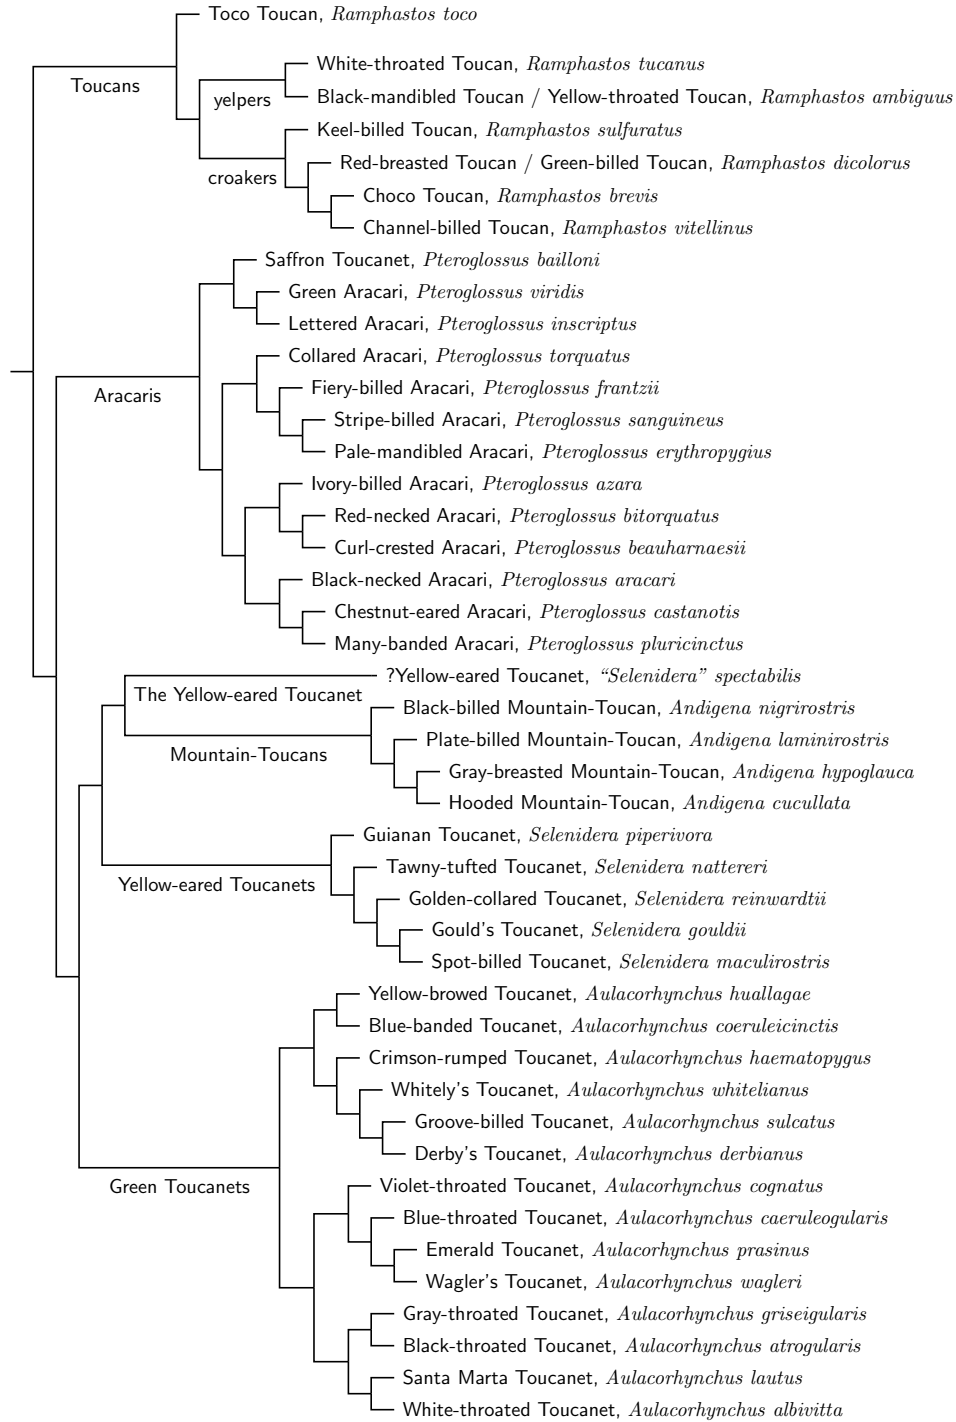 Toco Toucan, Ramphastos toco
White-throated Toucan, Ramphastos tucanus
Toucans
yelpers
Black-mandibled Toucan / Yellow-throated Toucan, Ramphastos ambiguus
Keel-billed Toucan, Ramphastos sulfuratus
Red-breasted Toucan / Green-billed Toucan, Ramphastos dicolorus
croakers
Choco Toucan, Ramphastos brevis
Channel-billed Toucan, Ramphastos vitellinus
Saffron Toucanet, Pteroglossus bailloni
Green Aracari, Pteroglossus viridis
Lettered Aracari, Pteroglossus inscriptus
Collared Aracari, Pteroglossus torquatus
Fiery-billed Aracari, Pteroglossus frantzii
Aracaris
Stripe-billed Aracari, Pteroglossus sanguineus
Pale-mandibled Aracari, Pteroglossus erythropygius
Ivory-billed Aracari, Pteroglossus azara
Red-necked Aracari, Pteroglossus bitorquatus
Curl-crested Aracari, Pteroglossus beauharnaesii
Black-necked Aracari, Pteroglossus aracari
Chestnut-eared Aracari, Pteroglossus castanotis
Many-banded Aracari, Pteroglossus pluricinctus
?Yellow-eared Toucanet, “Selenidera” spectabilis
The Yellow-eared Toucanet
Black-billed Mountain-Toucan, Andigena nigrirostris
Plate-billed Mountain-Toucan, Andigena laminirostris
Mountain-Toucans
Gray-breasted Mountain-Toucan, Andigena hypoglauca
Hooded Mountain-Toucan, Andigena cucullata
Guianan Toucanet, Selenidera piperivora
Tawny-tufted Toucanet, Selenidera nattereri
Yellow-eared Toucanets
Golden-collared Toucanet, Selenidera reinwardtii
Gould's Toucanet, Selenidera gouldii
Spot-billed Toucanet, Selenidera maculirostris
Yellow-browed Toucanet, Aulacorhynchus huallagae
Blue-banded Toucanet, Aulacorhynchus coeruleicinctis
Crimson-rumped Toucanet, Aulacorhynchus haematopygus
Whitely's Toucanet, Aulacorhynchus whitelianus
Groove-billed Toucanet, Aulacorhynchus sulcatus
Derby's Toucanet, Aulacorhynchus derbianus
Green Toucanets
Violet-throated Toucanet, Aulacorhynchus cognatus
Blue-throated Toucanet, Aulacorhynchus caeruleogularis
Emerald Toucanet, Aulacorhynchus prasinus
Wagler's Toucanet, Aulacorhynchus wagleri
Gray-throated Toucanet, Aulacorhynchus griseigularis
Black-throated Toucanet, Aulacorhynchus atrogularis
Santa Marta Toucanet, Aulacorhynchus lautus
White-throated Toucanet, Aulacorhynchus albivitta